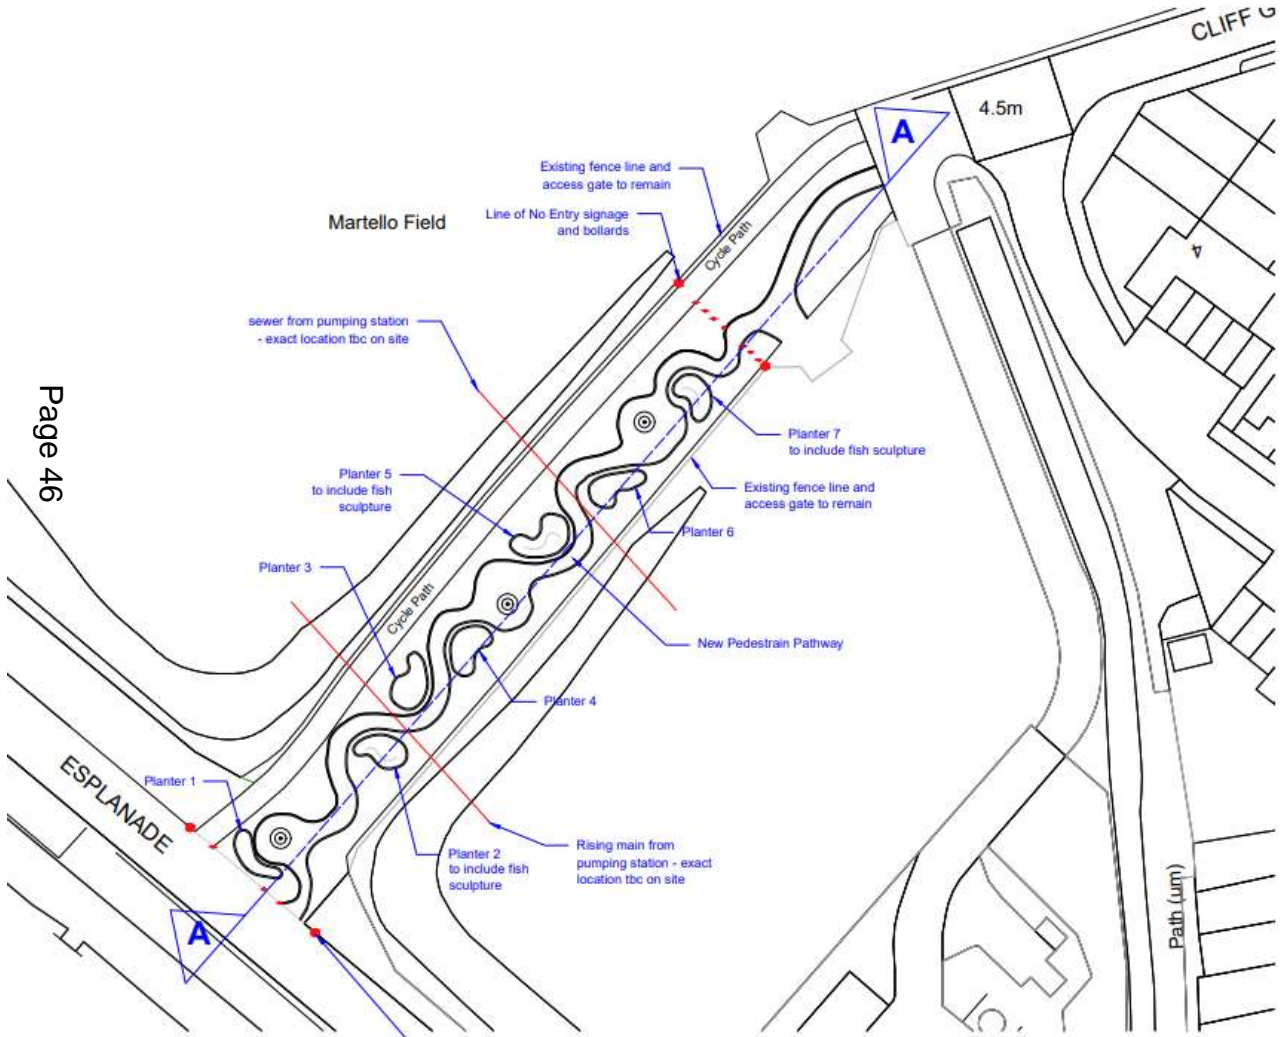 CLIFF G
4.5m
A
Existing fence line and
access gate to remain
Martello Field
Line of No Entry signage
and bollards
Cycle Path
4
sewer from pumping station
- exact location tbc on site
Page 46
Planter 7
to include fish sculpture
Planter 5
to include fish
sculpture
Existing fence line and
access gate to remain
Planter 6
Planter 3
Cycle Path
New Pedestrain Pathway
Planter 4
ESPLANADE
Planter 1
Planter 2
to include fish
sculpture
Rising main from
pumping station - exact
location tbc on site
A
Path (um)